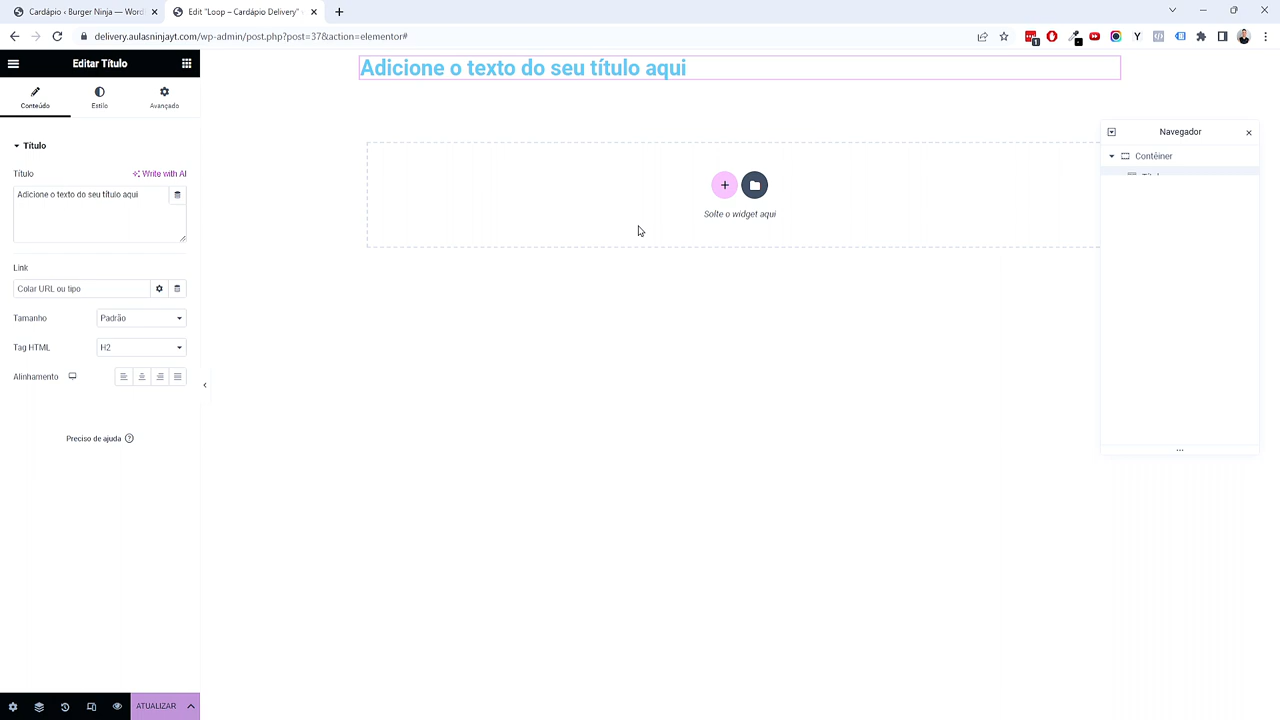 Cardápio ‹ Burger Ninja — Word
Edit "Loop – Cardápio Delivery"
delivery.aulasninjayt.com/wp-admin/post.php?post=37&action=elementor#
Editar Título
Conteúdo
Estilo
Avançado
Título
Título
Write with AI
Adicione o texto do seu título aqui
Link
Colar URL ou tipo
Tamanho
Padrão
Tag HTML
H2
Alinhamento
Preciso de ajuda
ATUALIZAR
Adicione o texto do seu título aqui
Solte o widget aqui
Navegador
Contêiner